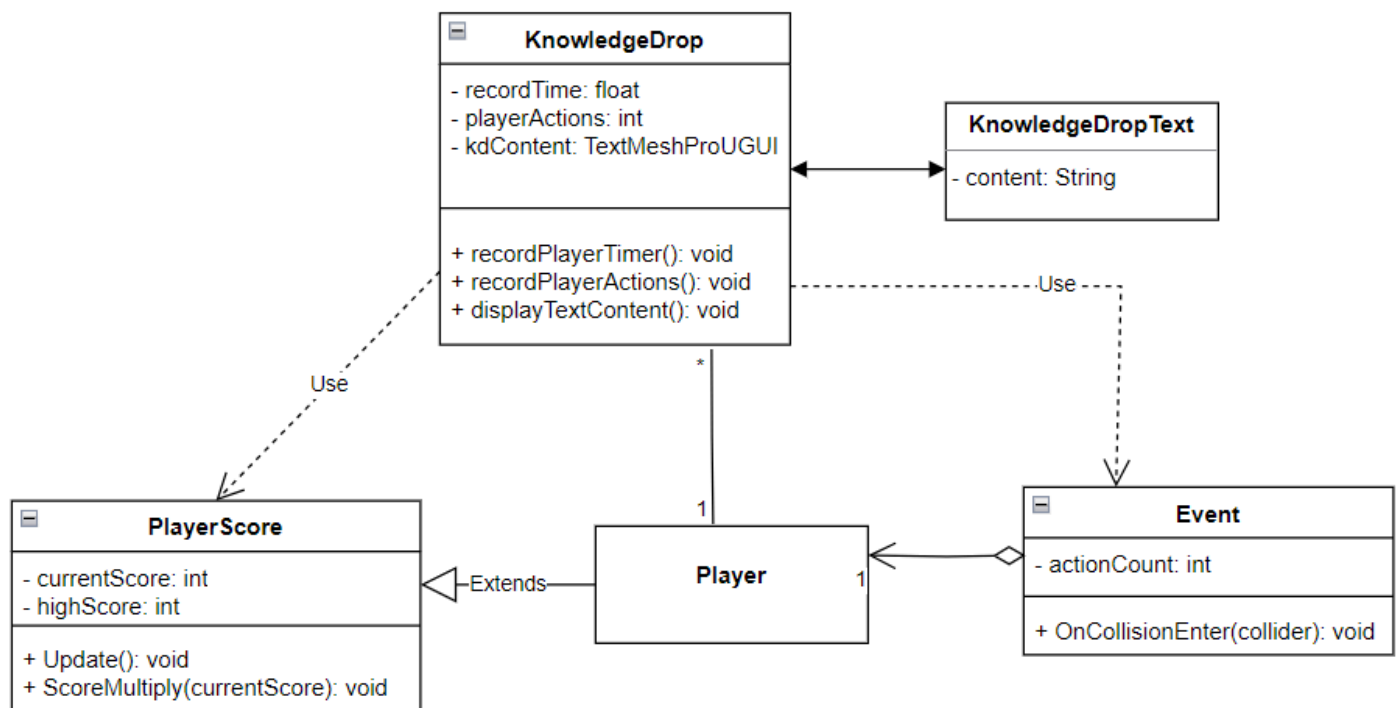 KnowledgeDrop
- recordTime: float
- playerActions: int
- kdContent: TextMeshProUGUI
+ recordPlayerTimer(): void
+ recordPlayerActions(): void
+ displayTextContent(): void
KnowledgeDropText
- content: String
Use
Use
*
1
PlayerScore
- currentScore: int
- highScore: int
+ Update(): void
+ ScoreMultiply(currentScore): void
Extends
Player
1
Event
- actionCount: int
+ OnCollisionEnter(collider): void